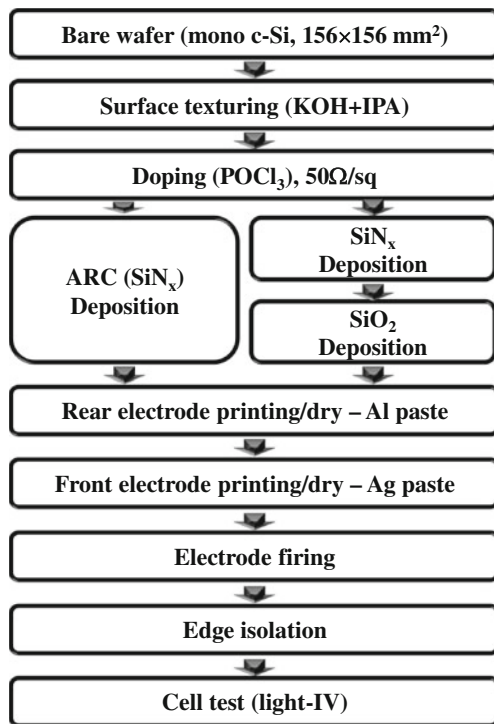 Bare wafer (mono c-Si, 156×156 mm²)
Surface texturing (KOH+IPA)
Doping (POCl₃), 50Ω/sq
ARC (SiNₓ)
Deposition
SiNₓ
Deposition
SiO₂
Deposition
Rear electrode printing/dry – Al paste
Front electrode printing/dry – Ag paste
Electrode firing
Edge isolation
Cell test (light-IV)